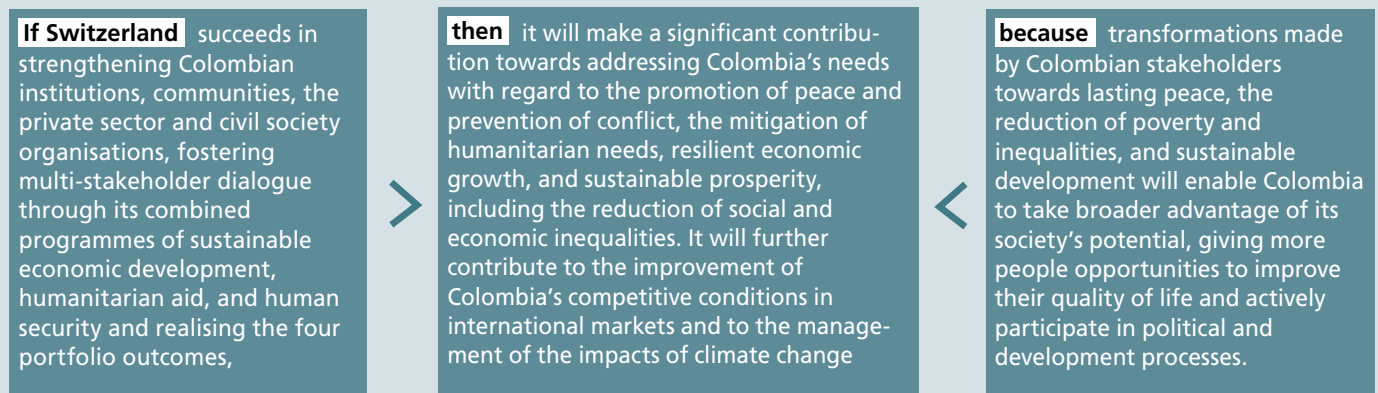 If Switzerland succeeds in
strengthening Colombian
institutions, communities, the
private sector and civil society
organisations, fostering
multi-stakeholder dialogue
through its combined
programmes of sustainable
economic development,
humanitarian aid, and human
security and realising the four
portfolio outcomes,
then it will make a significant contribu-
tion towards addressing Colombia’s needs
with regard to the promotion of peace and
prevention of conflict, the mitigation of
humanitarian needs, resilient economic
growth, and sustainable prosperity,
including the reduction of social and
economic inequalities. It will further
contribute to the improvement of
Colombia’s competitive conditions in
international markets and to the manage-
ment of the impacts of climate change
because transformations made
by Colombian stakeholders
towards lasting peace, the
reduction of poverty and
inequalities, and sustainable
development will enable Colombia
to take broader advantage of its
society’s potential, giving more
people opportunities to improve
their quality of life and actively
participate in political and
development processes.